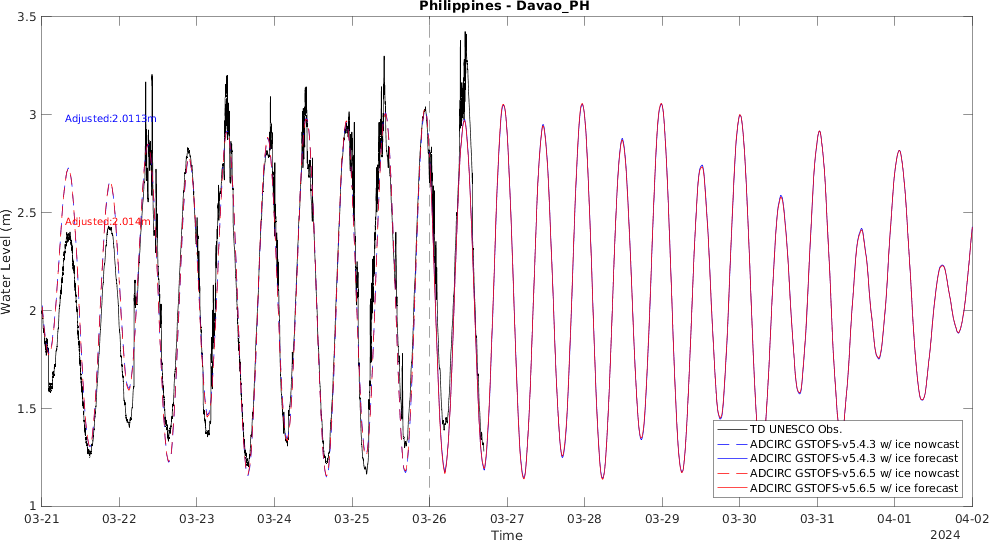 Philippines - Davao_PH
3.5
3
2.5
2
1.5
1
Water Level (m)
Adjusted:2.0113m
Adjusted:2.014m
TD UNESCO Obs.
ADCIRC GSTOFS-v5.4.3 w/ ice nowcast
ADCIRC GSTOFS-v5.4.3 w/ ice forecast
ADCIRC GSTOFS-v5.6.5 w/ ice nowcast
ADCIRC GSTOFS-v5.6.5 w/ ice forecast
03-21 03-22 03-23 03-24 03-25 03-26 03-27 03-28 03-29 03-30 03-31 04-01 04-02
Time
2024